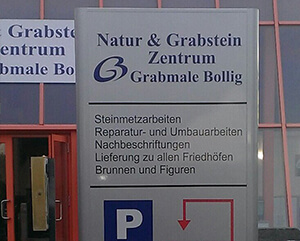 & Grabste
Zentrum
abmale Bol
Natur & Grabstein
Zentrum
Grabmale Bollig
Steinmetzarbeiten
Reparatur- und Umbauarbeiten
Nachbeschriftungen
Lieferung zu allen Friedhöfen
Brunnen und Figuren
P